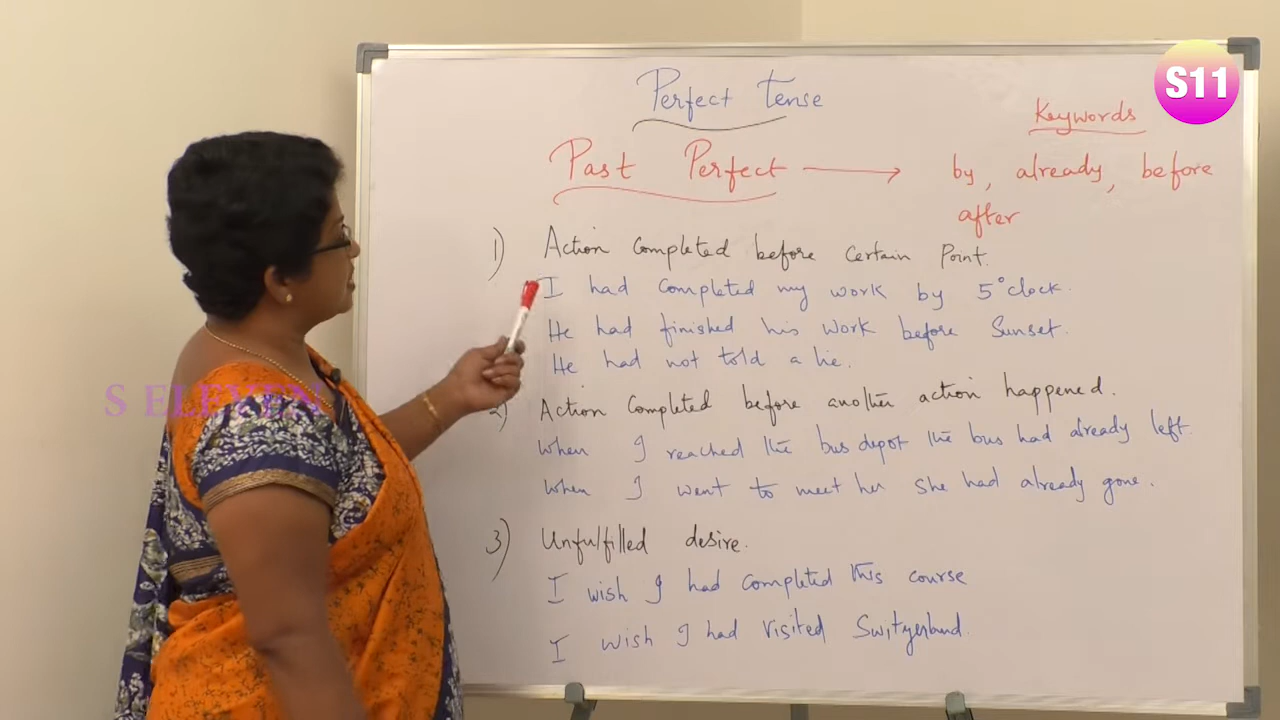 S11
Perfect Tense
Keywords
Past Perfect → by, already, before
after
1) Action Completed before Certain Point.
I had completed my work by 5°clock.
He had finished his work before Sunset.
He had not told a lie.
S ELEVEN
2) Action Completed before another action happened.
When I reached the bus depot the bus had already left.
When I went to meet her she had already gone.
3) Unfulfilled desire.
I wish I had completed this course
I wish I had visited Switzerland.